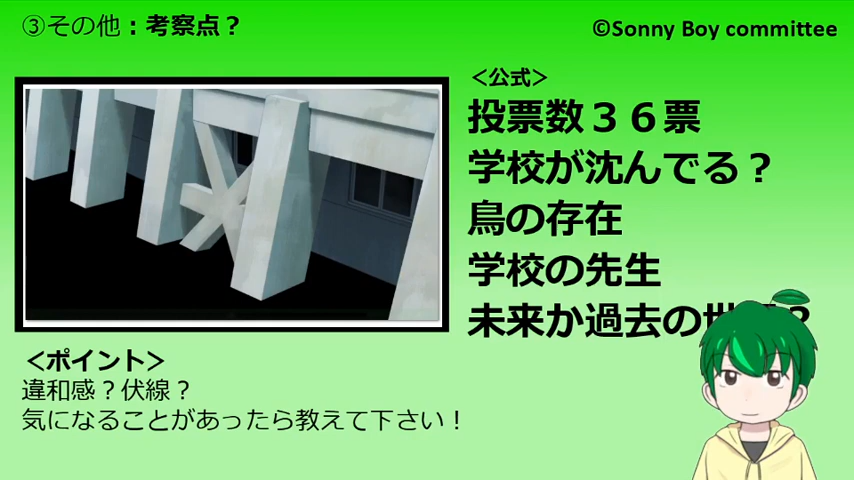 ③その他：考察点？
©Sonny Boy committee
＜公式＞
投票数３６票
学校が沈んでる？
鳥の存在
学校の先生
未来か過去の世
＜ポイント＞
違和感？伏線？
気になることがあったら教えて下さい！